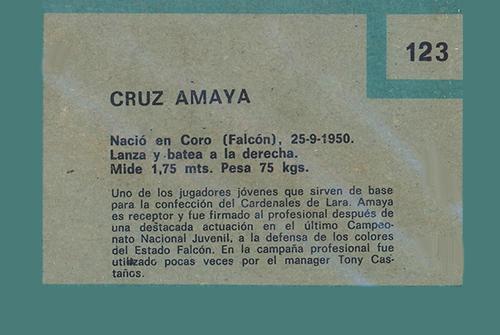 123
CRUZ AMAYA
Nació en Coro (Falcón), 25-9-1950.
Lanza y batea a la derecha.
Mide 1,75 mts. Pesa 75 kgs.
Uno de los jugadores jóvenes que sirven de base
para la confección del Cardenales de Lara. Amaya
es receptor y fue firmado al profesional después de
una destacada actuación en el último Campeo-
nato Nacional Juvenil, a la defensa de los colores
del Estado Falcón. En la campaña profesional fue
utilizado pocas veces por el manager Tony Cas-
taños.